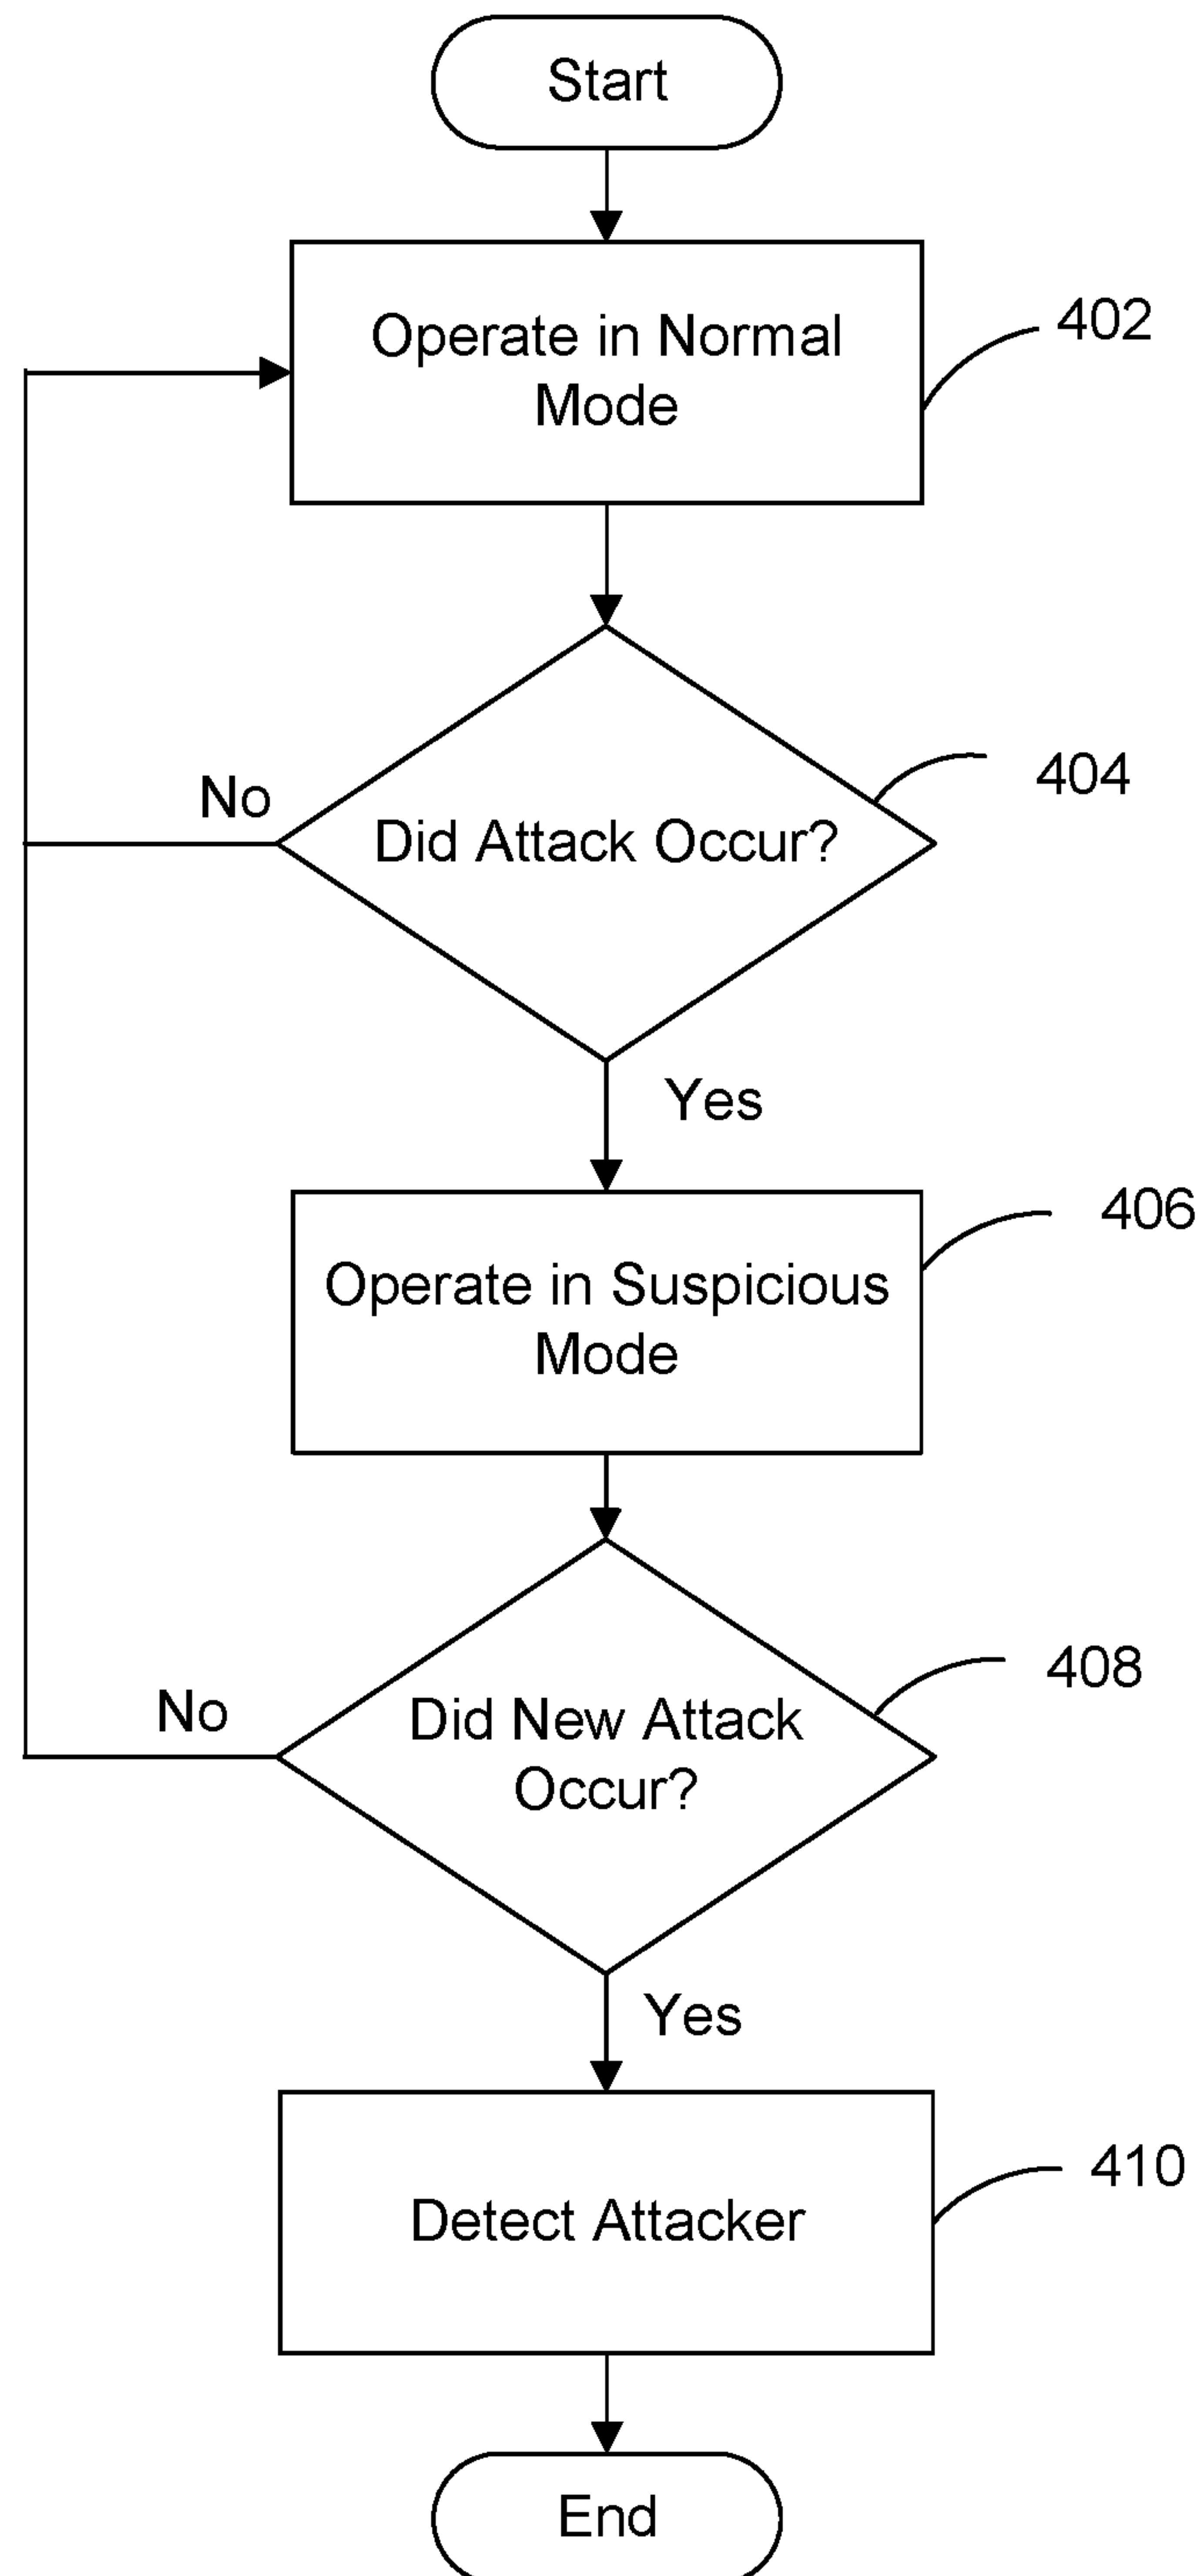 Start
Operate in Normal
Mode
402
Did Attack Occur?
404
No
Yes
Operate in Suspicious
Mode
406
Did New Attack
Occur?
408
No
Yes
Detect Attacker
410
End